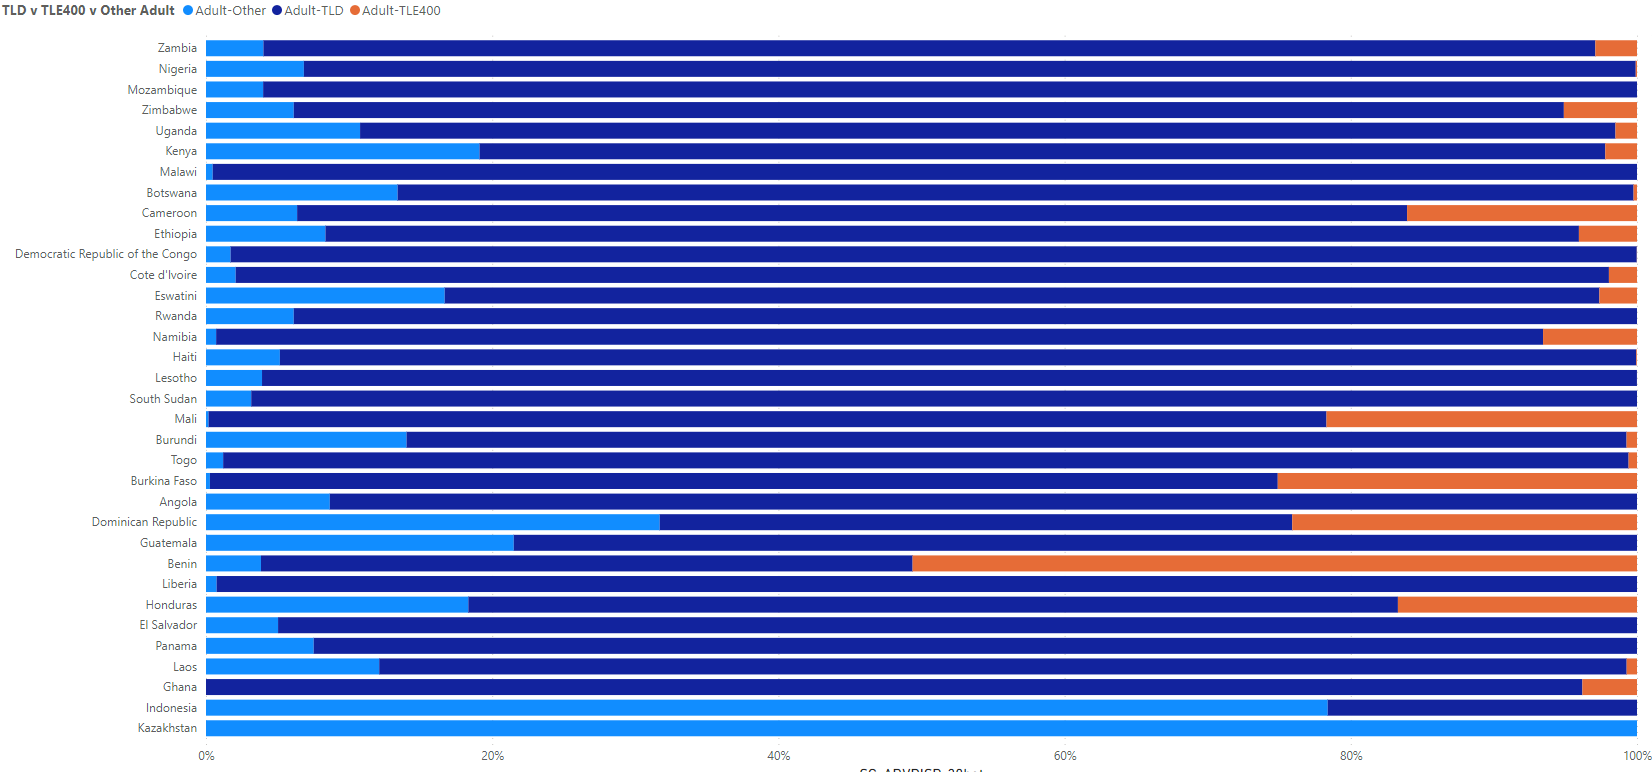 TLD v TLE400 v Other Adult Adult-Other Adult-TLD Adult-TLE400
Zambia
Nigeria
Mozambique
Zimbabwe
Uganda
Kenya
Malawi
Botswana
Cameroon
Ethiopia
Democratic Republic of the Congo
Cote d'Ivoire
Eswatini
Rwanda
Namibia
Haiti
Lesotho
South Sudan
Mali
Burundi
Togo
Burkina Faso
Angola
Dominican Republic
Guatemala
Benin
Liberia
Honduras
El Salvador
Panama
Laos
Ghana
Indonesia
Kazakhstan
0% 20% 40% 60% 80% 100%